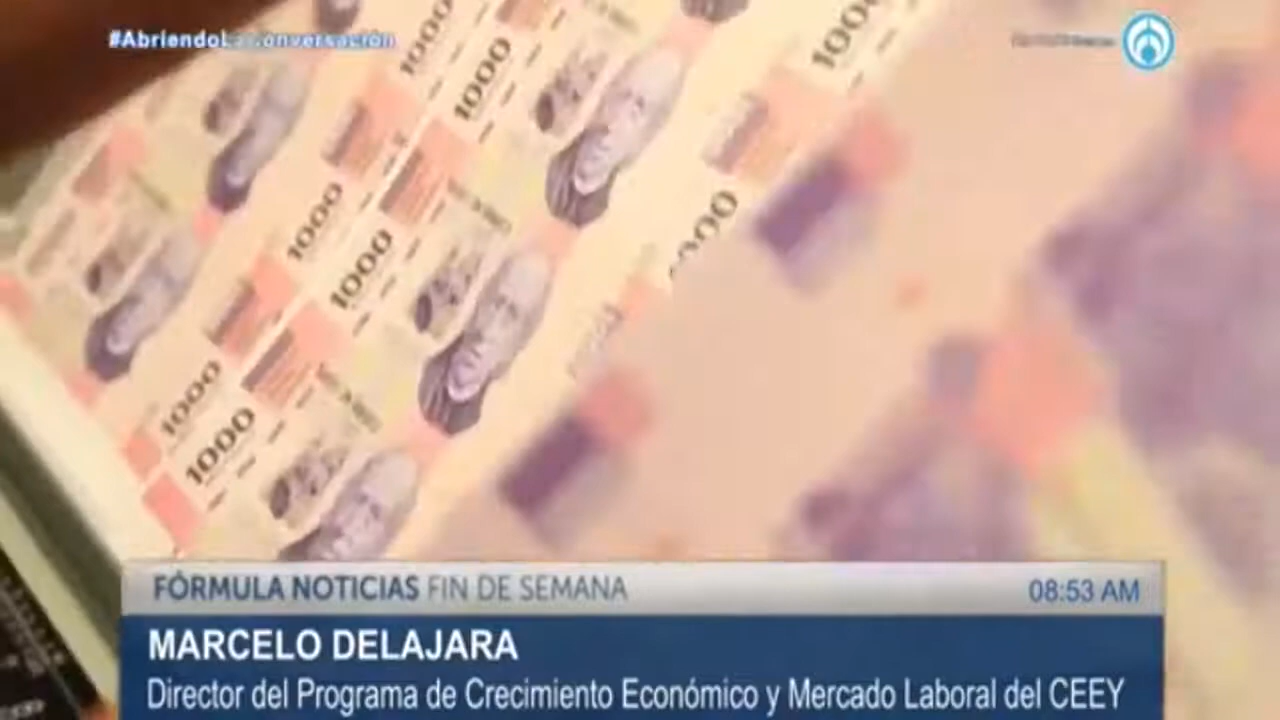 #AbriendoLaConversación
1000
1000
1000
1000
1000
1000
1000
FÓRMULA NOTICIAS FIN DE SEMANA
08:53 AM
MARCELO DELAJARA
Director del Programa de Crecimiento Económico y Mercado Laboral del CEEY